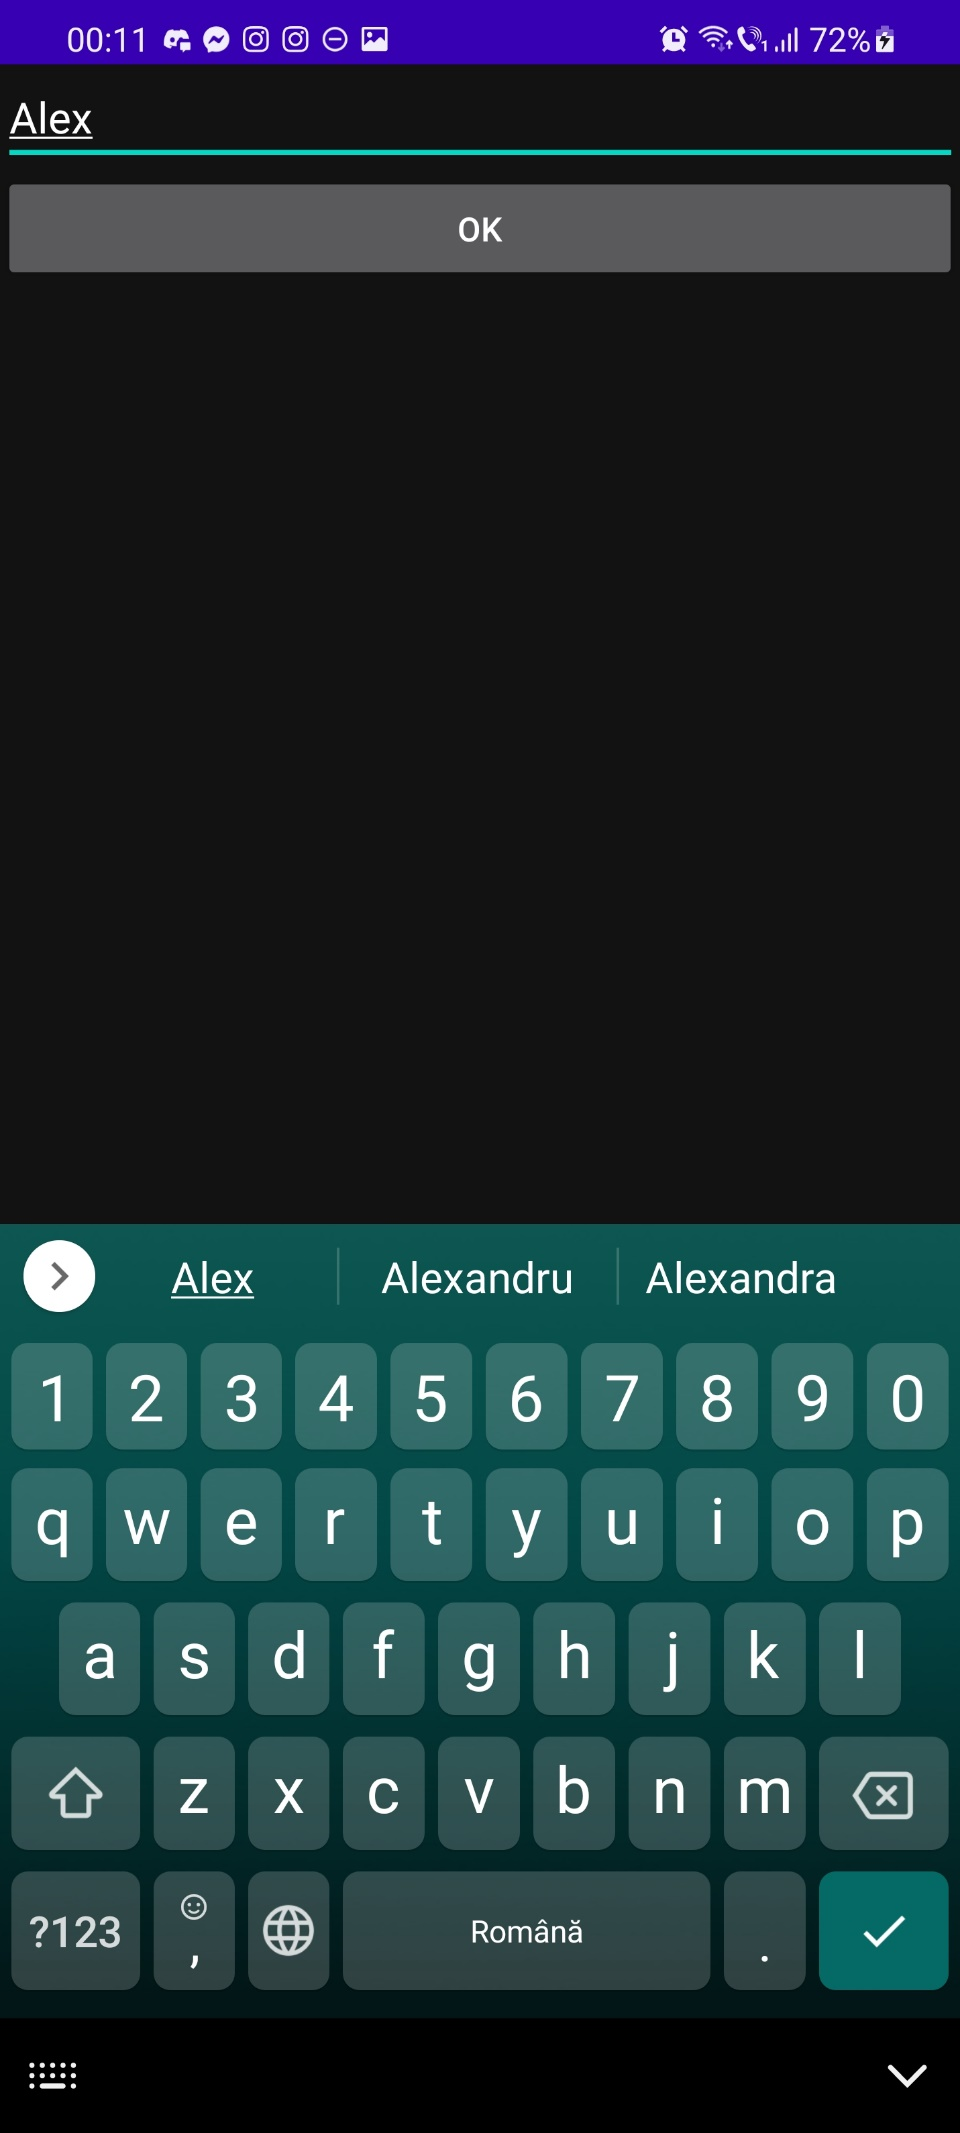 00:11 72%
Alex
OK
Alex Alexandru Alexandra
1 2 3 4 5 6 7 8 9 0
q w e r t y u i o p
a s d f g h j k l
z x c v b n m
?123 , Română .